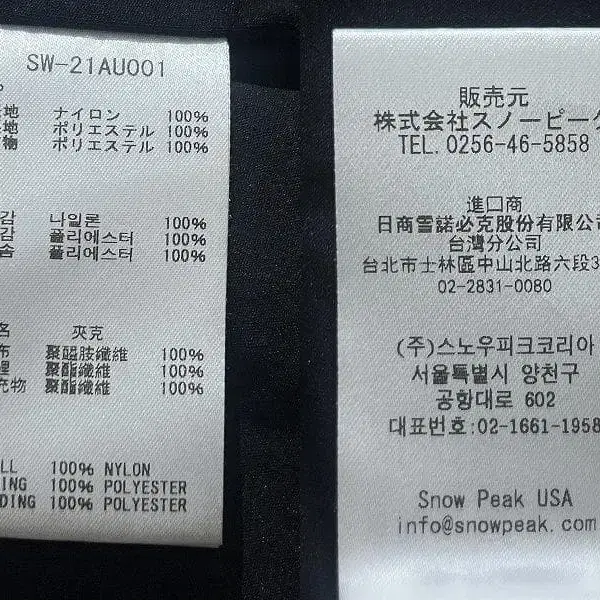 SW-21AU001
地 ナイロン 100%
地 ポリエステル 100%
物 ポリエステル 100%
감 나일론 100%
감 폴리에스터 100%
솜 폴리에스터 100%
名 夾克
布 聚醯胺纖維 100%
裡 聚酯纖維 100%
充物 聚酯纖維 100%
LL 100% NYLON
ING 100% POLYESTER
DING 100% POLYESTER
販売元
株式会社スノーピーク
TEL.0256-46-5858
進口商
日商雪諾必克股份有限公司
台灣分公司
台北市士林區中山北路六段3
02-2831-0080
(주)스노우피크코리아
서울특별시 양천구
공항대로 602
대표번호:02-1661-1958
Snow Peak USA
info@snowpeak.com